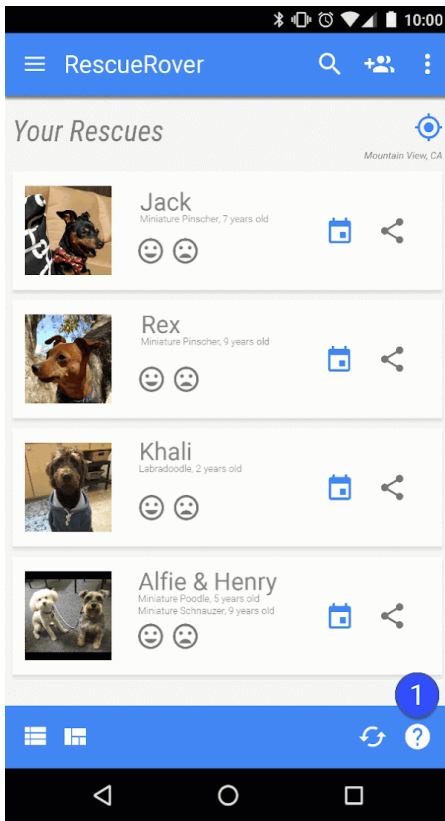 10:00
RescueRover
Your Rescues
Mountain View, CA
Jack
Miniature Pinscher, 7 years old
Rex
Miniature Pinscher, 9 years old
Khali
Labradoodle, 2 years old
Alfie & Henry
Miniature Poodle, 5 years old
Miniature Schnauzer, 9 years old
1
?